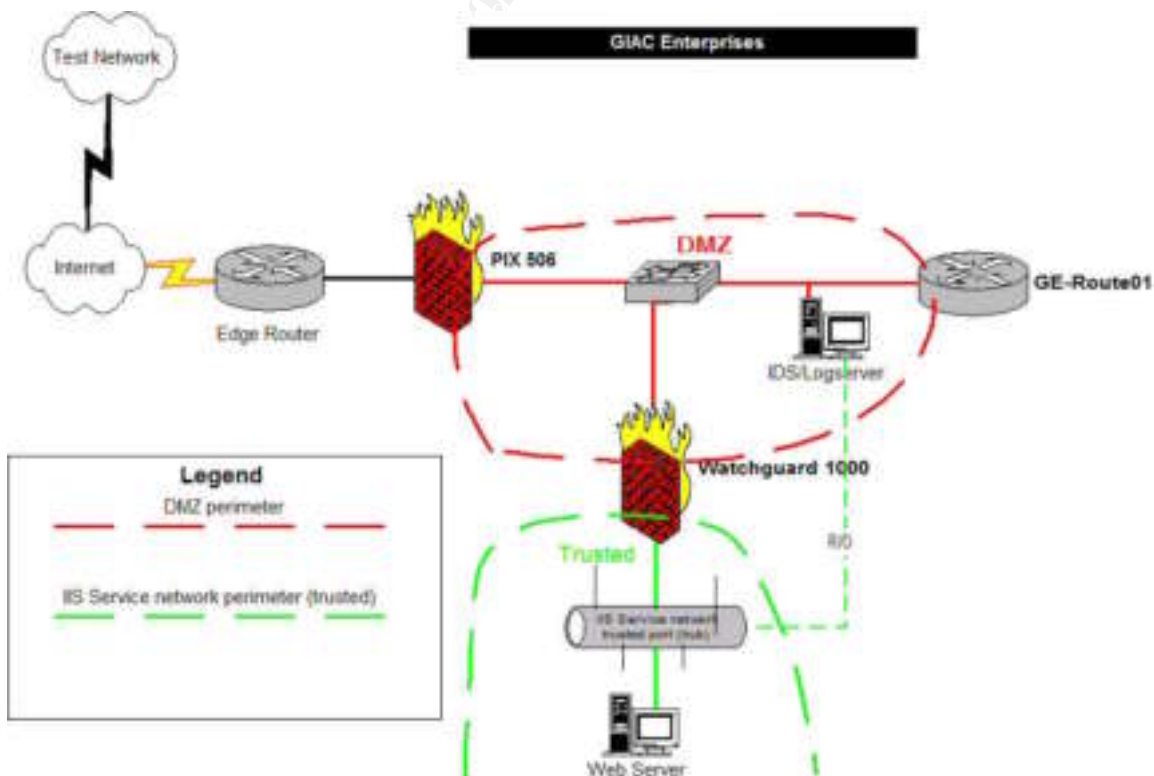 GIAC Enterprises
Test Network
Internet
Edge Router
PIX 506
DMZ
GE-Route01
IDS/Logserver
Watchguard 1000
Legend
DMZ perimeter
IIS Service network perimeter (trusted)
Trusted
R/O
IIS Service network
trusted port (hub)
Web Server